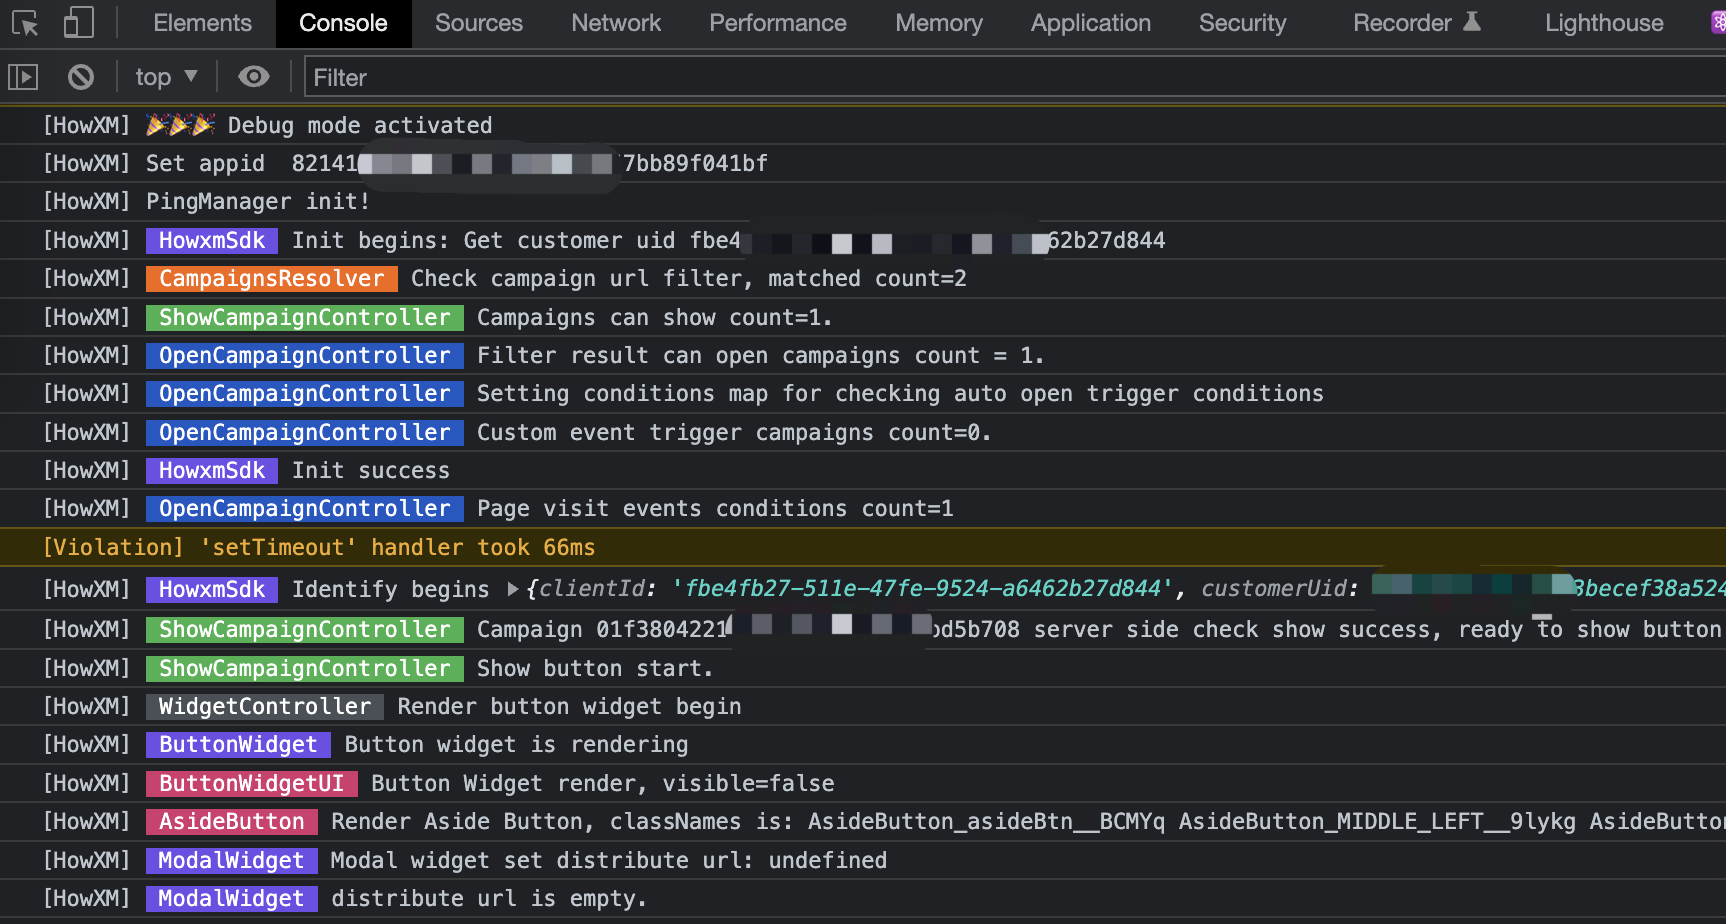 Elements Console Sources Network Performance Memory Application Security Recorder Lighthouse
top Filter
[HowXM] 🎉🎉🎉 Debug mode activated
[HowXM] Set appid 82141 7bb89f041bf
[HowXM] PingManager init!
[HowXM] HowxmSdk Init begins: Get customer uid fbe4 62b27d844
[HowXM] CampaignsResolver Check campaign url filter, matched count=2
[HowXM] ShowCampaignController Campaigns can show count=1.
[HowXM] OpenCampaignController Filter result can open campaigns count = 1.
[HowXM] OpenCampaignController Setting conditions map for checking auto open trigger conditions
[HowXM] OpenCampaignController Custom event trigger campaigns count=0.
[HowXM] HowxmSdk Init success
[HowXM] OpenCampaignController Page visit events conditions count=1
[Violation] 'setTimeout' handler took 66ms
[HowXM] HowxmSdk Identify begins ▶{clientId: 'fbe4fb27-511e-47fe-9524-a6462b27d844', customerUid: 3becef38a524
[HowXM] ShowCampaignController Campaign 01f3804221 bd5b708 server side check show success, ready to show button
[HowXM] ShowCampaignController Show button start.
[HowXM] WidgetController Render button widget begin
[HowXM] ButtonWidget Button widget is rendering
[HowXM] ButtonWidgetUI Button Widget render, visible=false
[HowXM] AsideButton Render Aside Button, classNames is: AsideButton_asideBtn__BCMYq AsideButton_MIDDLE_LEFT__9lykg AsideButton
[HowXM] ModalWidget Modal widget set distribute url: undefined
[HowXM] ModalWidget distribute url is empty.